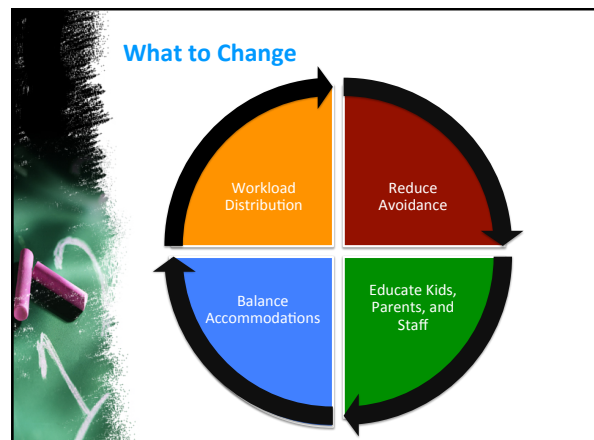 What to Change
Workload
Distribution
Reduce
Avoidance
Balance
Accommodations
Educate Kids,
Parents, and
Staff